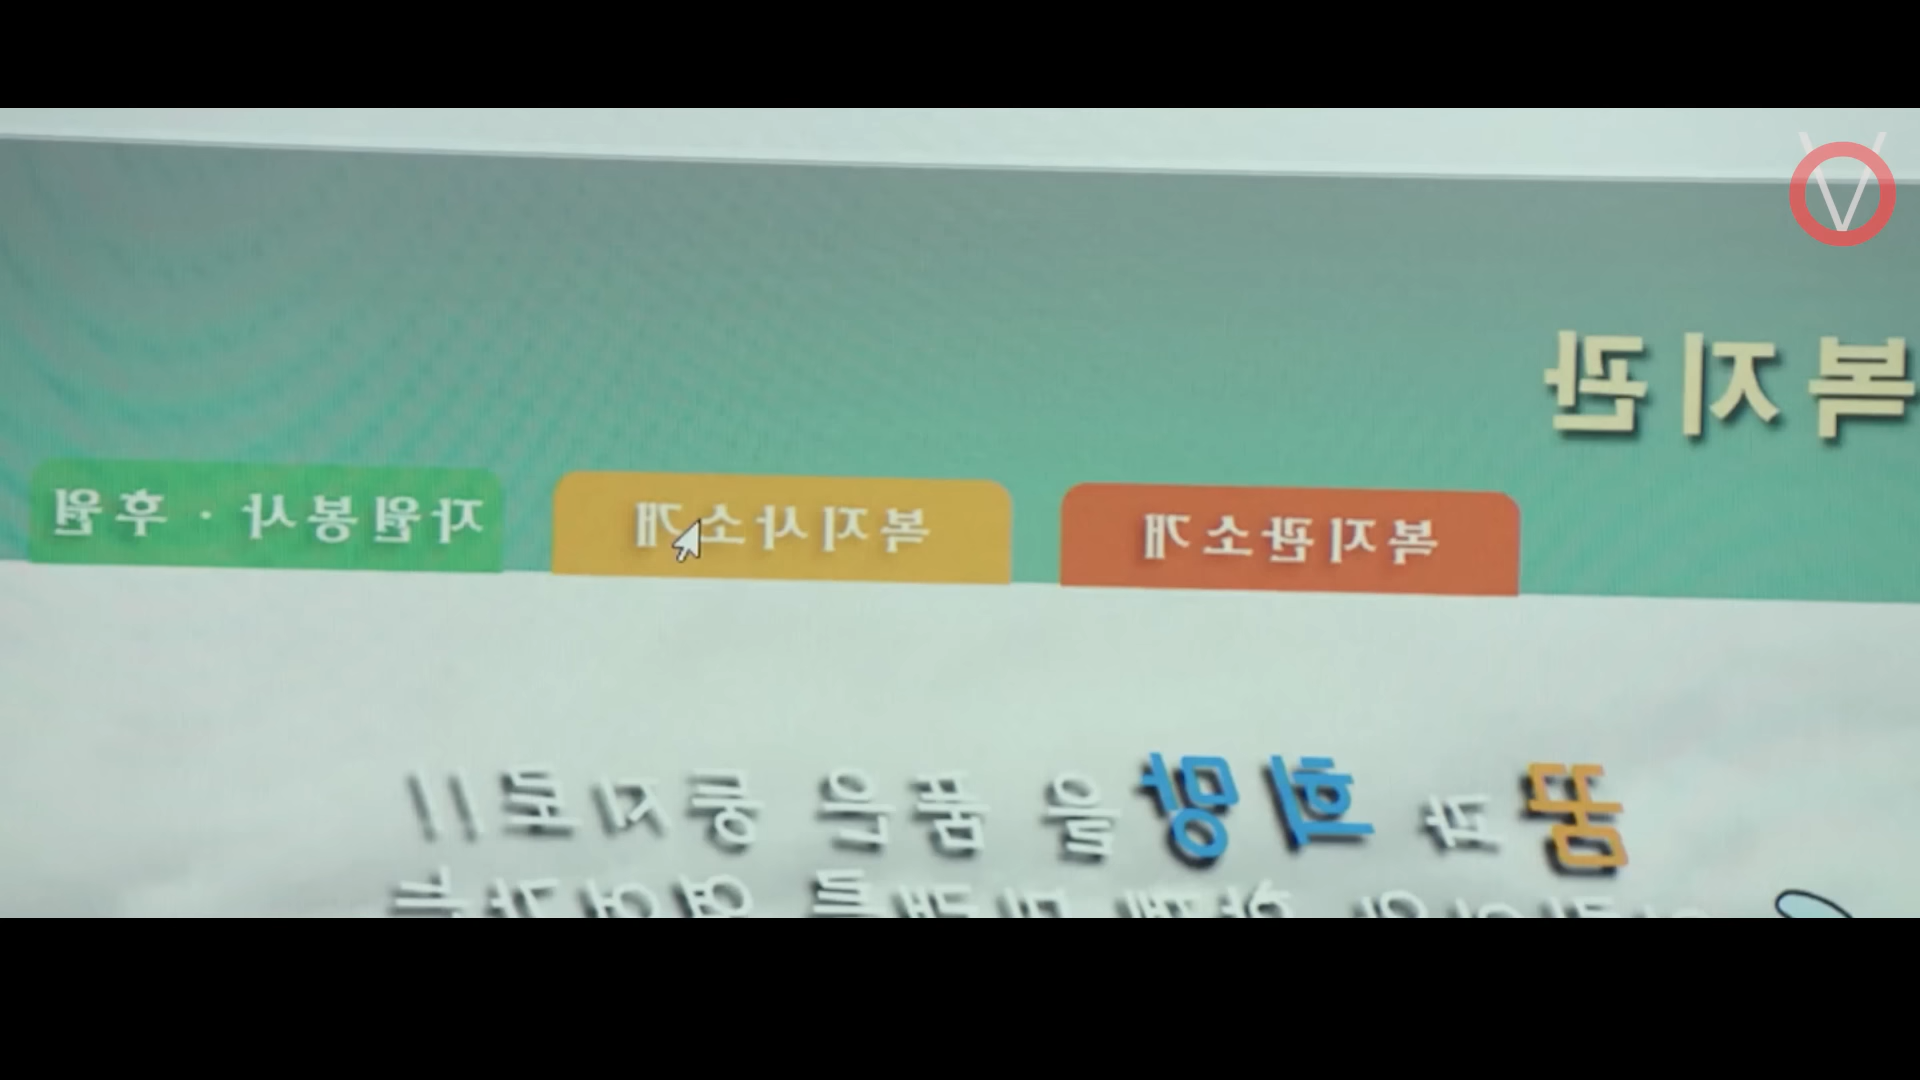 복지관
복지관소개
복지사소개
자원봉사 · 후원
꿈과 희망을 품은 둥지로!!